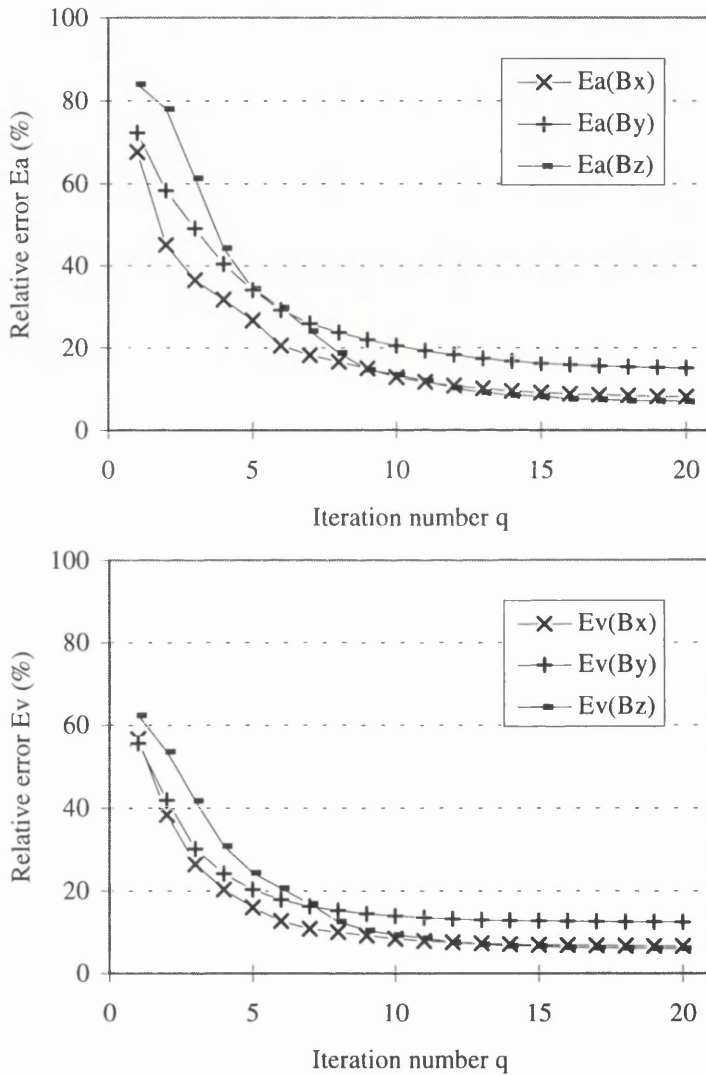 100
80
60
40
20
0
Relative error Ea (%)
Ea(Bx)
Ea(By)
Ea(Bz)
0 5 10 15 20
Iteration number q
100
80
60
40
20
0
Relative error Ev (%)
Ev(Bx)
Ev(By)
Ev(Bz)
0 5 10 15 20
Iteration number q